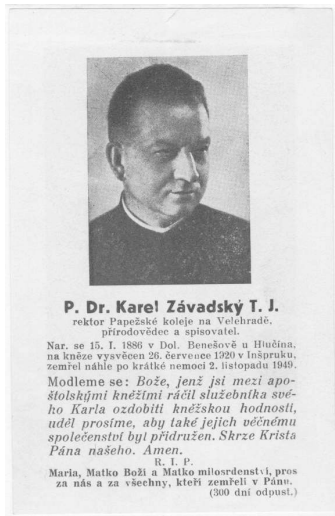 P. Dr. Karel Závadský T. J.
rektor Papežské koleje na Velehradě,
přírodovědec a spisovatel.
Nar. se 15. I. 1886 v Dol. Benešově u Hlučína,
na kněze vysvěcen 26. července 1920 v Inšpruku,
zemřel náhle po krátké nemoci 2. listopadu 1949.
Modleme se: Bože, jenž jsi mezi apo-
štolskými kněžími ráčil služebníka své-
ho Karla ozdobiti kněžskou hodností,
uděl prosíme, aby také jejich věčnému
společenství byl přidružen. Skrze Krista
Pána našeho. Amen.
R. I. P.
Maria, Matko Boží a Matko milosrdenství, pros
za nás a za všechny, kteří zemřeli v Pánu.
(300 dní odpust.)